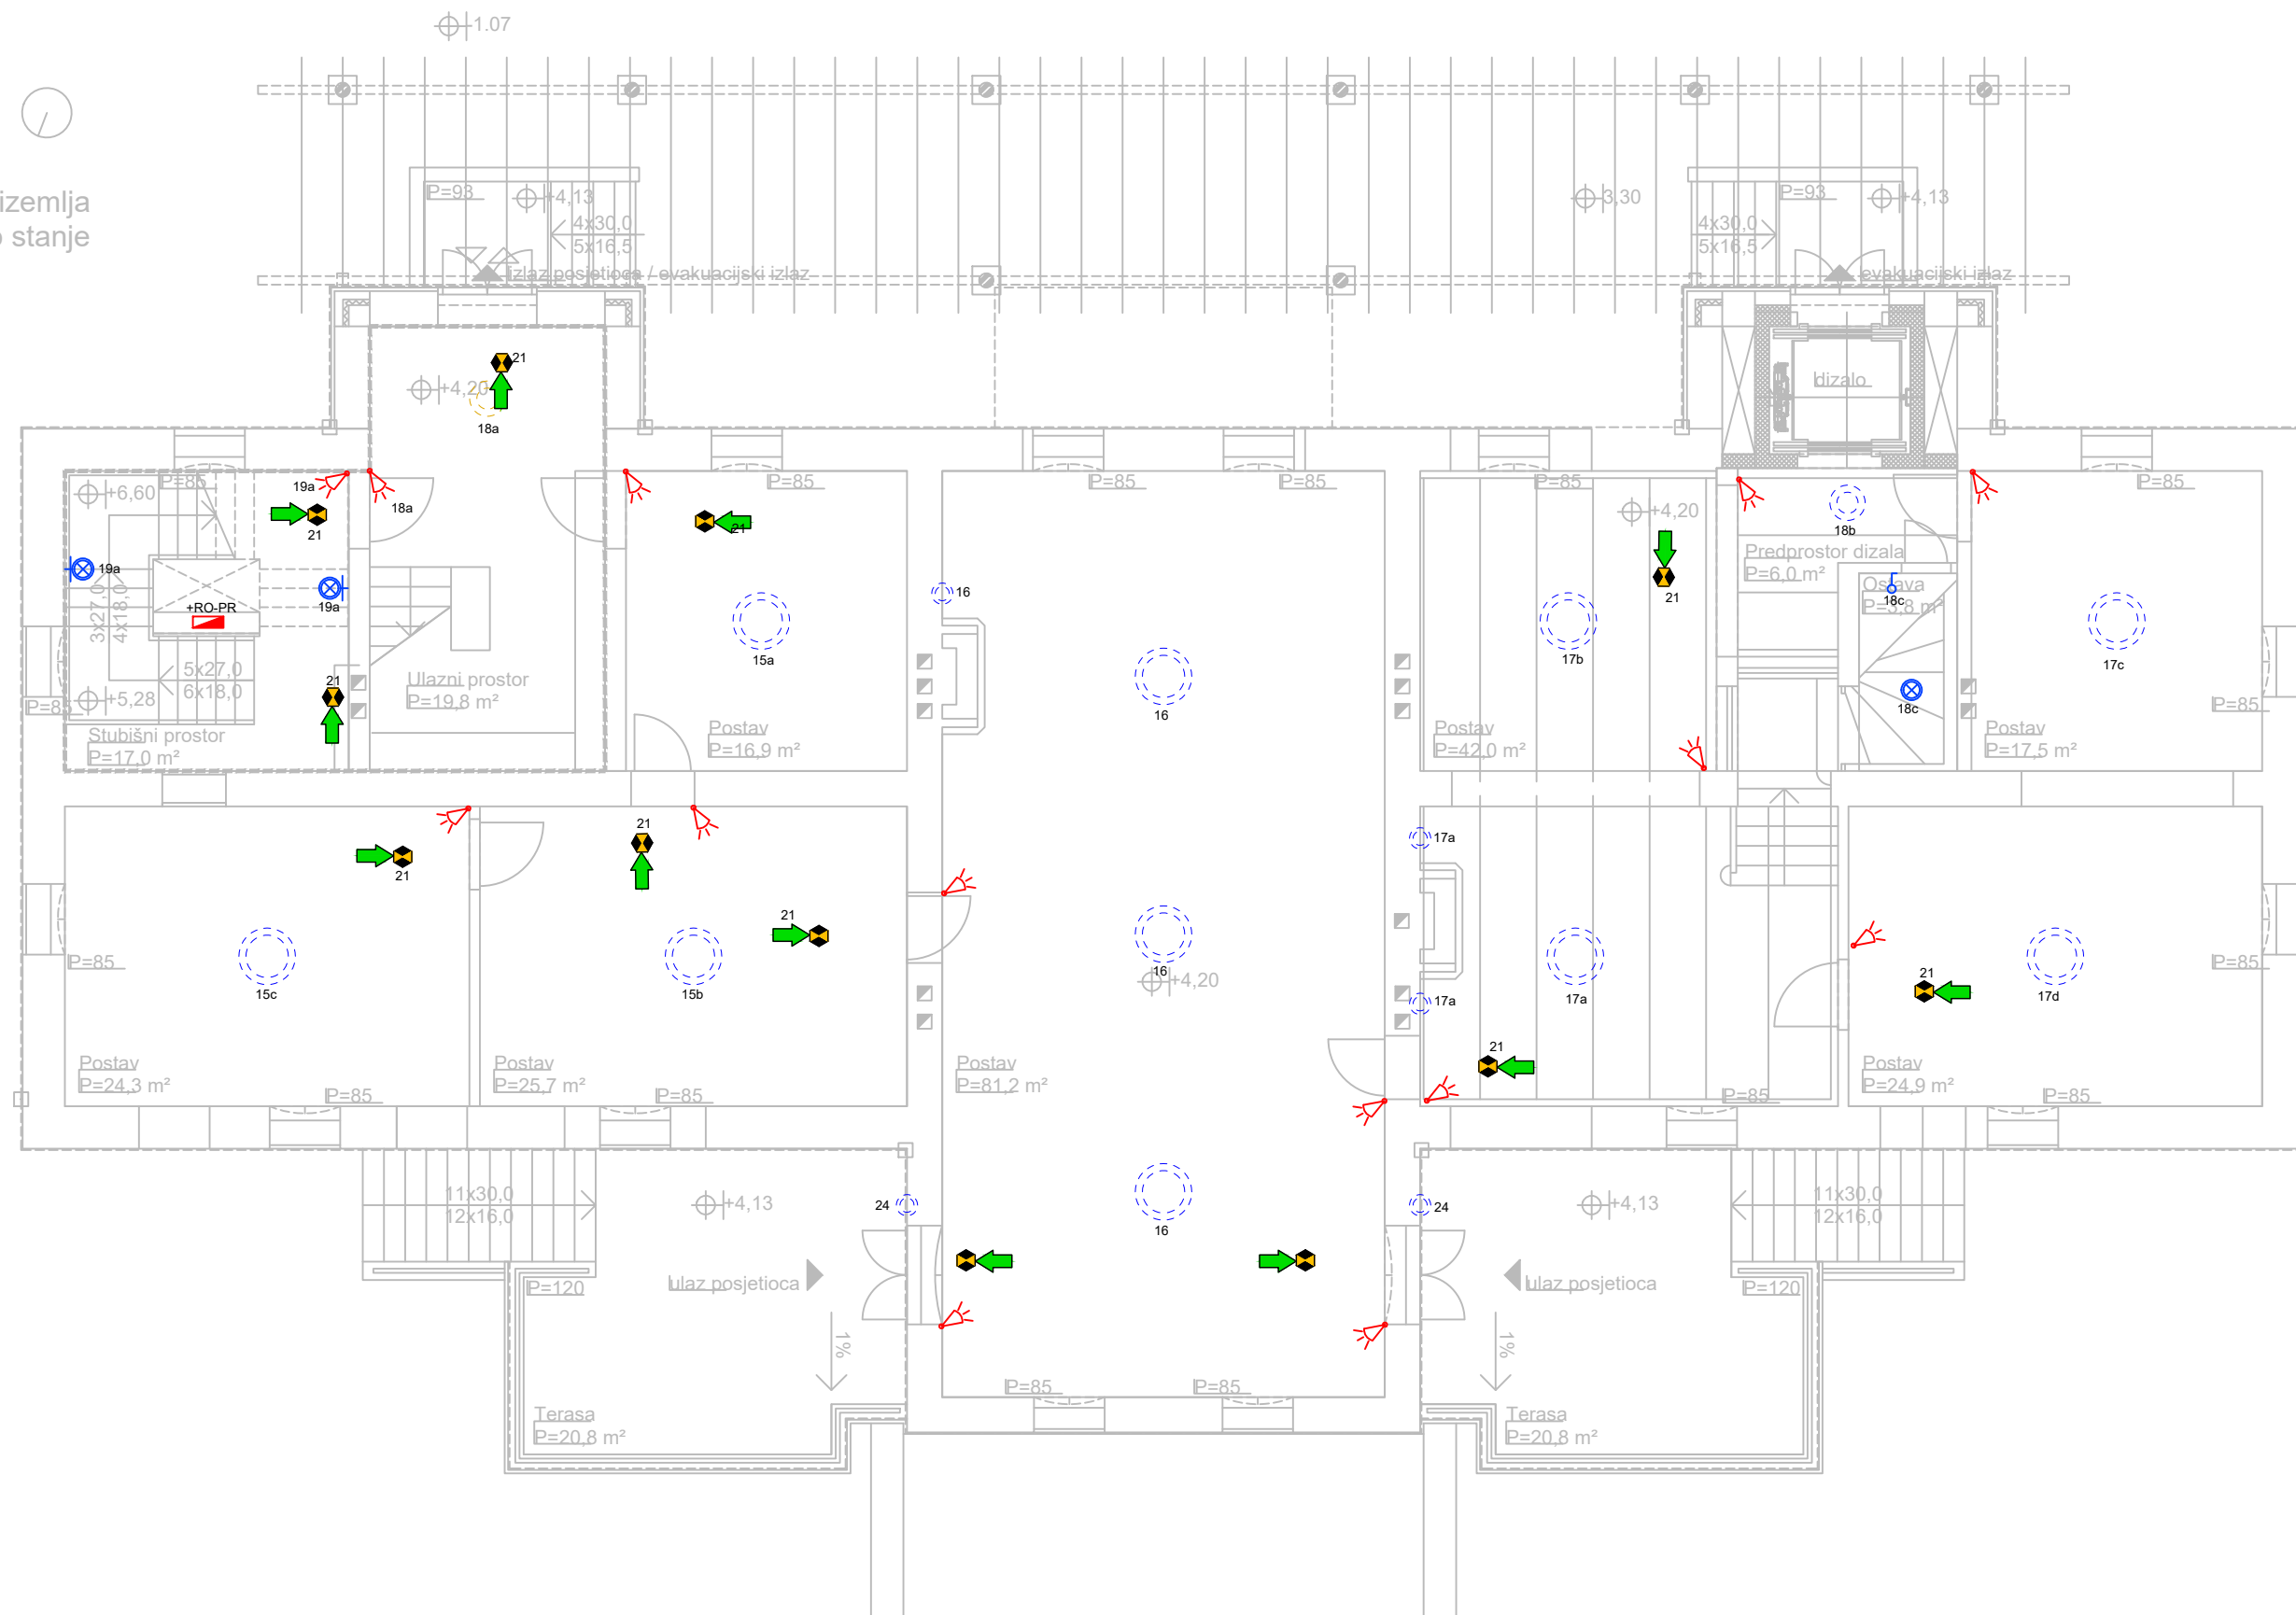 1.07
izemlja
o stanje
P=93
+4,13
4x30,0
5x16,5
izlaz posjetioca / evakuacijski izlaz
3,30
P=93
+4,13
4x30,0
5x16,5
evakuacijski izlaz
21
+4,20
18a
dizalo
P=85
+6,60
19a
18a
21
19a
19a
3x27,0
4x18,0
+RO-PR
5x27,0
6x18,0
21
+5,28
P=85
Stubišni prostor
P=17,0 m²
Ulazni prostor
P=19,8 m²
P=85
21
15a
Postav
P=16,9 m²
P=85
P=85
16
16
P=85
+4,20
21
17b
Postav
P=42,0 m²
18b
Predprostor dizala
P=6,0 m²
Ostava
P=3,8 m²
18c
18c
P=85
17c
P=85
Postav
P=17,5 m²
21
21
21
P=85
15c
15b
16
+4,20
17a
17a
17a
21
21
17d
P=85
Postav
P=24,3 m²
P=85
Postav
P=25,7 m²
P=85
Postav
P=81,2 m²
P=85
Postav
P=24,9 m²
P=85
11x30,0
12x16,0
+4,13
24
16
24
+4,13
11x30,0
12x16,0
P=120
ulaz posjetioca
ulaz posjetioca
P=120
1%
1%
P=85
P=85
Terasa
P=20,8 m²
Terasa
P=20,8 m²